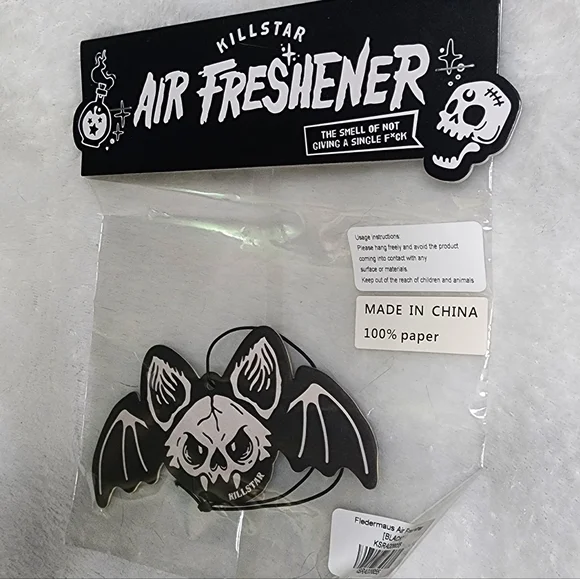 KILLSTAR
AIR FRESHENER
THE SMELL OF NOT
GIVING A SINGLE F*CK
Usage instructions:
Please hang freely and avoid the product
coming into contact with any
surface or materials.
Keep out of the reach of children and animals
MADE IN CHINA
100% paper
KILLSTAR
Fledermaus Air